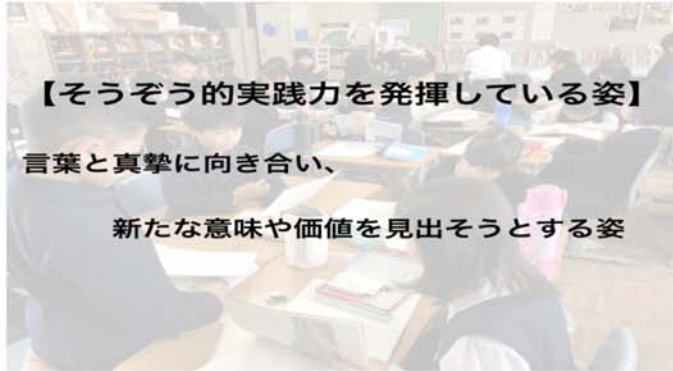 【そうぞう的実践力を発揮している姿】
言葉と真摯に向き合い、
新たな意味や価値を見出そうとする姿